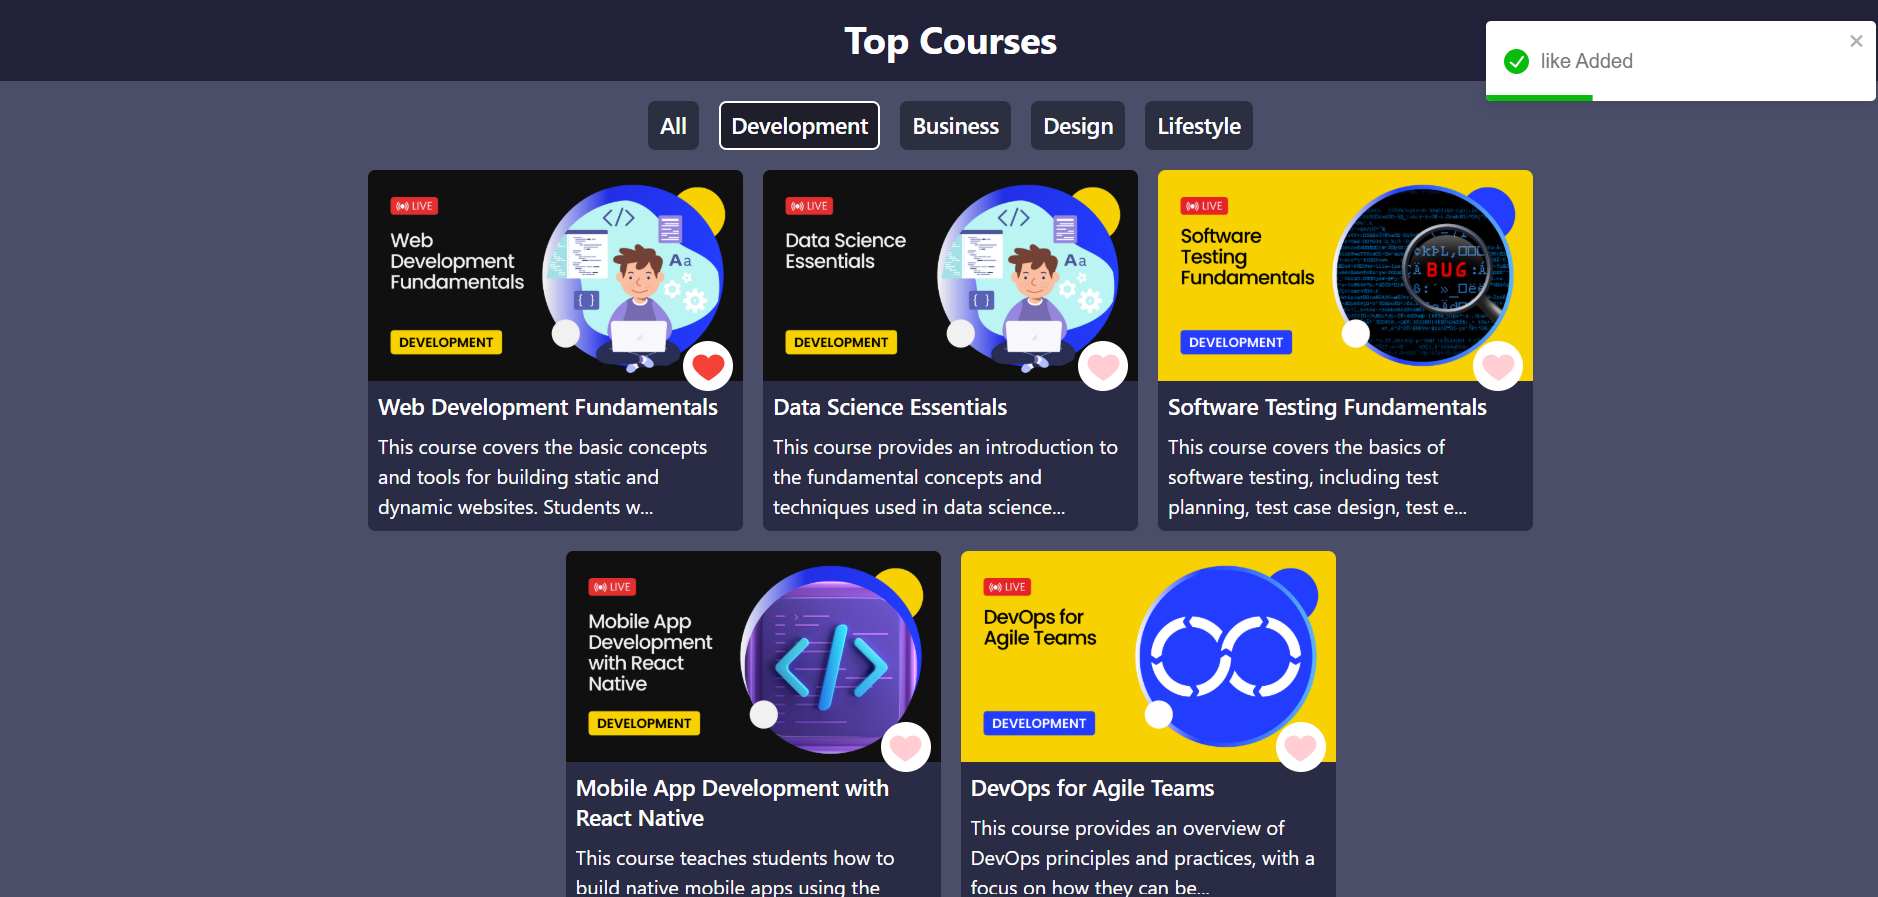 Top Courses
like Added
All
Development
Business
Design
Lifestyle
LIVE
Web
Development
Fundamentals
</>
Aa
{ }
DEVELOPMENT
Web Development Fundamentals
This course covers the basic concepts
and tools for building static and
dynamic websites. Students w...
LIVE
Data Science
Essentials
</>
Aa
{ }
DEVELOPMENT
Data Science Essentials
This course provides an introduction to
the fundamental concepts and
techniques used in data science...
LIVE
Software
Testing
Fundamentals
BUG
DEVELOPMENT
Software Testing Fundamentals
This course covers the basics of
software testing, including test
planning, test case design, test e...
LIVE
Mobile App
Development
with React
Native
</>
DEVELOPMENT
Mobile App Development with
React Native
This course teaches students how to
build native mobile apps using the
LIVE
DevOps for
Agile Teams
DEVELOPMENT
DevOps for Agile Teams
This course provides an overview of
DevOps principles and practices, with a
focus on how they can be...